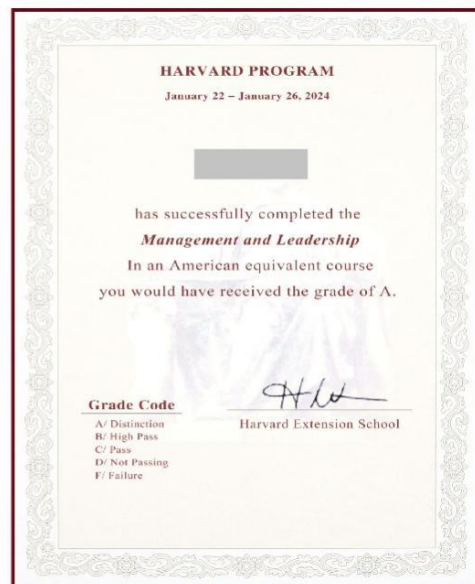 HARVARD PROGRAM
January 22 – January 26, 2024
has successfully completed the
Management and Leadership
In an American equivalent course
you would have received the grade of A.
Grade Code
A/ Distinction
B/ High Pass
C/ Pass
D/ Not Passing
F/ Failure
Harvard Extension School